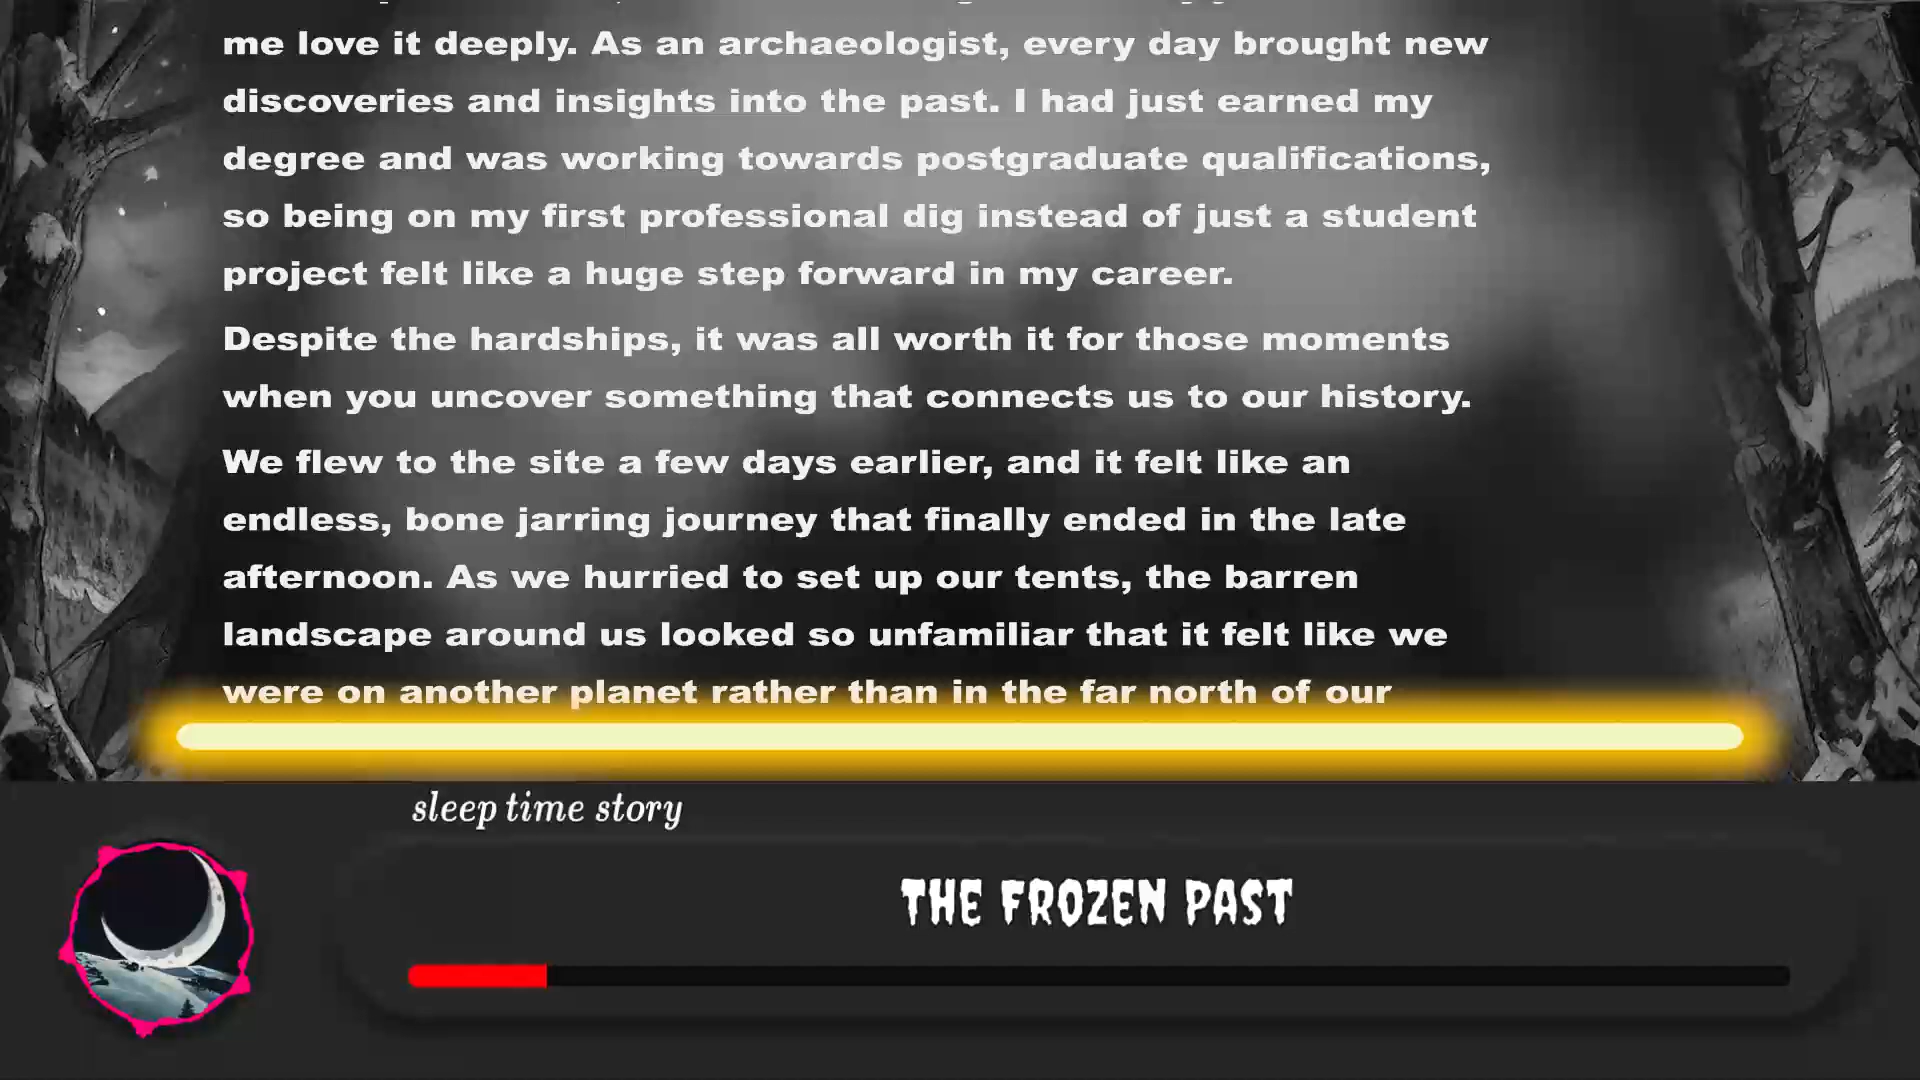 me love it deeply. As an archaeologist, every day brought new
discoveries and insights into the past. I had just earned my
degree and was working towards postgraduate qualifications,
so being on my first professional dig instead of just a student
project felt like a huge step forward in my career.
Despite the hardships, it was all worth it for those moments
when you uncover something that connects us to our history.
We flew to the site a few days earlier, and it felt like an
endless, bone jarring journey that finally ended in the late
afternoon. As we hurried to set up our tents, the barren
landscape around us looked so unfamiliar that it felt like we
were on another planet rather than in the far north of our
sleep time story
THE FROZEN PAST